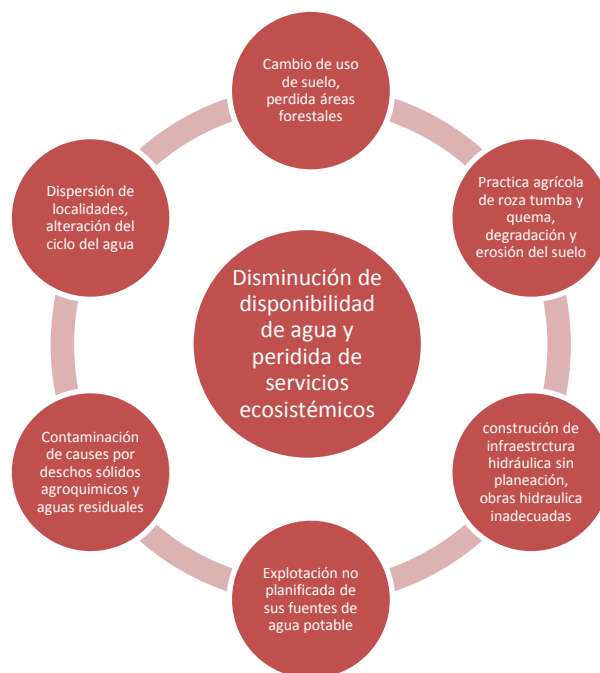 Cambio de uso
de suelo,
perdida áreas
forestales
Practica agrícola
de roza tumba y
quema,
degradación y
erosión del suelo
construción de
infraestrctura
hidráulica sin
planeación,
obras hidraulica
inadecuadas
Explotación no
planificada de
sus fuentes de
agua potable
Contaminación
de causes por
deschos sólidos
agroquimicos y
aguas residuales
Dispersión de
localidades,
alteración del
ciclo del agua
Disminución de
disponibilidad
de agua y
peridida de
servicios
ecosistémicos